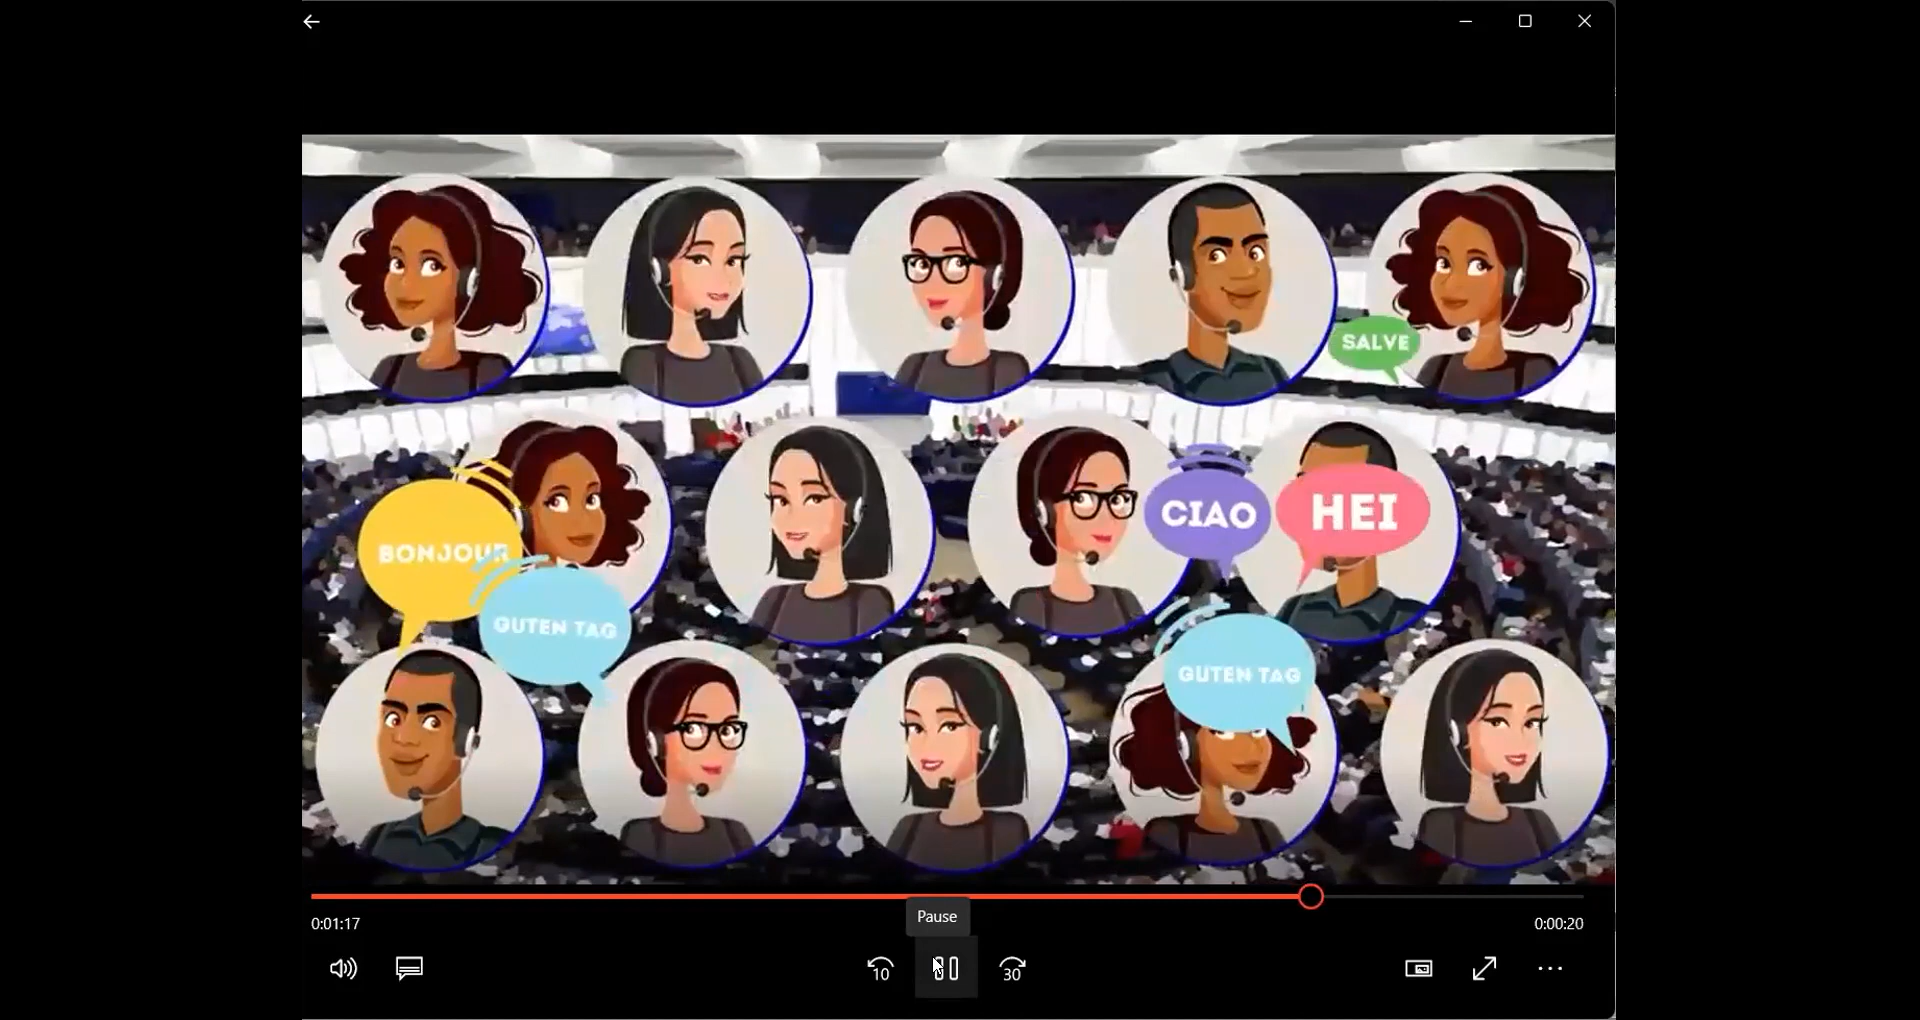 SALVE
CIAO
HEI
BONJOUR
GUTEN TAG
GUTEN TAG
0:01:17
Pause
0:00:20
10
30